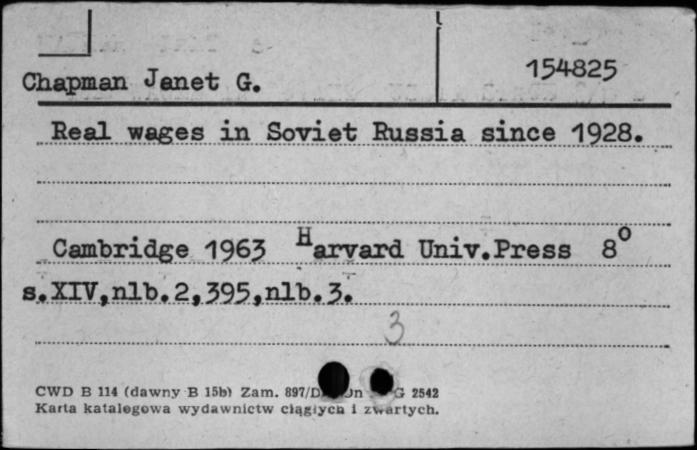 Chapman Janet G.
154825
Real wages in Soviet Russia since 1928.
Cambridge 1963 Harvard Univ.Press 8°
s.XIV,nlb.2,395,nlb.3.
3
CWD B 114 (dawny B 15b) Zam. 897/ G 2542
Karta katalogowa wydawnictw ciągłych i zwartych.